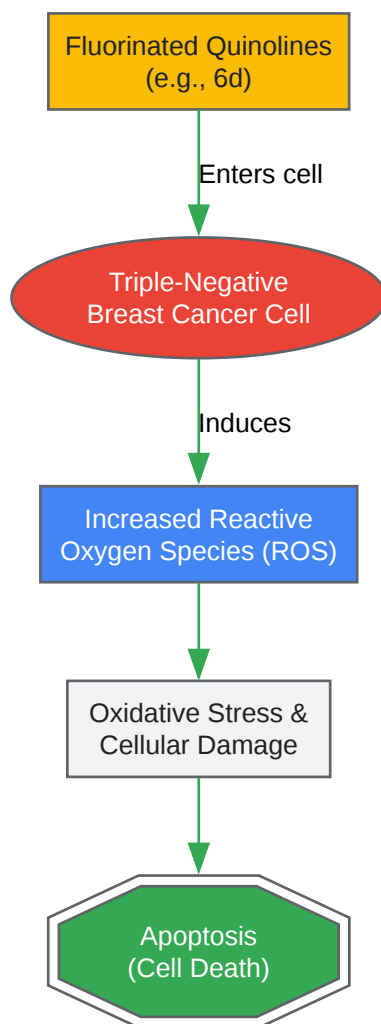 Fluorinated Quinolines
(e.g., 6d)
Enters cell
Triple-Negative
Breast Cancer Cell
Induces
Increased Reactive
Oxygen Species (ROS)
Oxidative Stress &
Cellular Damage
Apoptosis
(Cell Death)